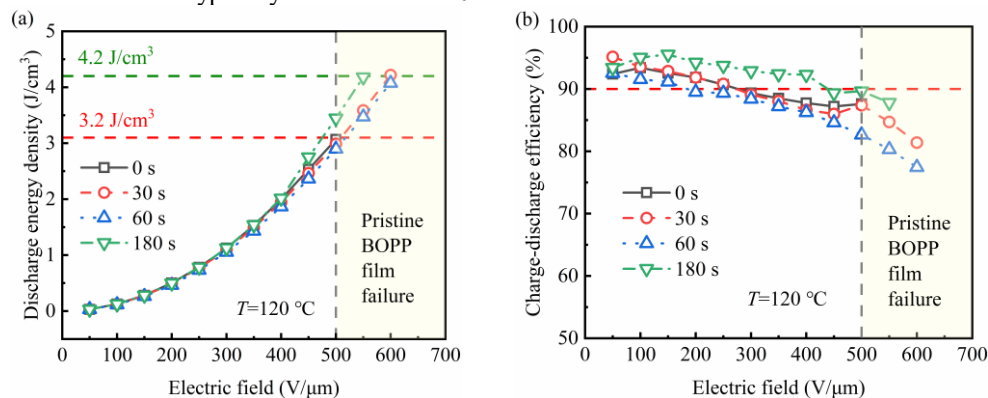 (a)
5
4
3
2
1
0
Discharge energy density (J/cm³)
4.2 J/cm³
3.2 J/cm³
0 s
30 s
60 s
180 s
T=120 ℃
Pristine
BOPP
film
failure
0 100 200 300 400 500 600 700
Electric field (V/μm)
(b)
100
90
80
70
60
50
Charge-discharge efficiency (%)
0 s
30 s
60 s
180 s
T=120 ℃
Pristine
BOPP
film
failure
0 100 200 300 400 500 600 700
Electric field (V/μm)